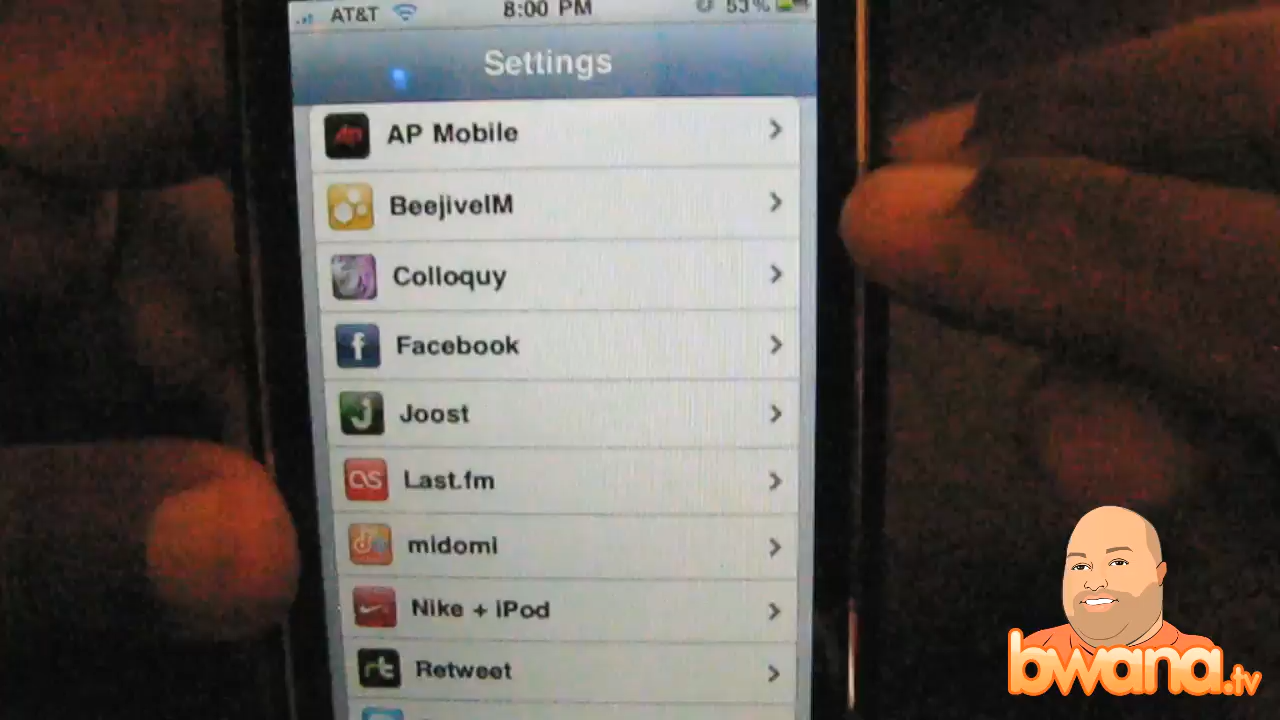 AT&T 8:00 PM 53%
Settings
AP Mobile
BeejiveIM
Colloquy
Facebook
Joost
Last.fm
midomi
Nike + iPod
Retweet
bwana.tv